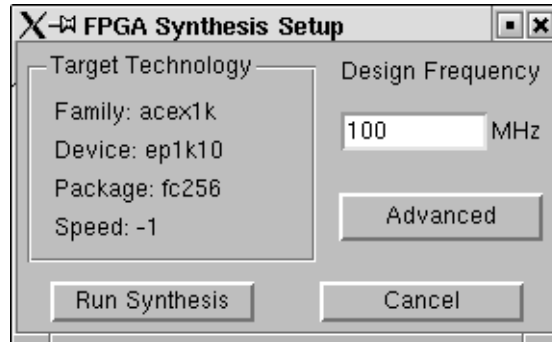 FPGA Synthesis Setup
Target Technology
Family: acex1k
Device: ep1k10
Package: fc256
Speed: -1
Design Frequency
100 MHz
Advanced
Run Synthesis
Cancel